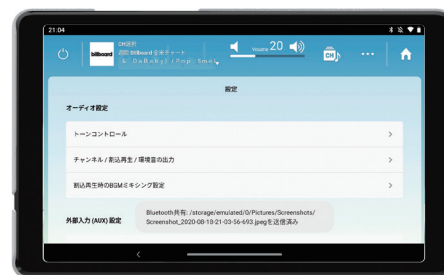 21:04
CH選択
billboard
Volume 20
CH
設定
オーディオ設定
トーンコントロール
チャンネル / 割込再生 / 環境音の出力
割込再生時のBGMミキシング設定
外部入力 (AUX) 設定
Bluetooth共有: /storage/emulated/0/Pictures/Screenshots/
Screenshot_2020-08-18-21-03-56-693.jpegを送信済み